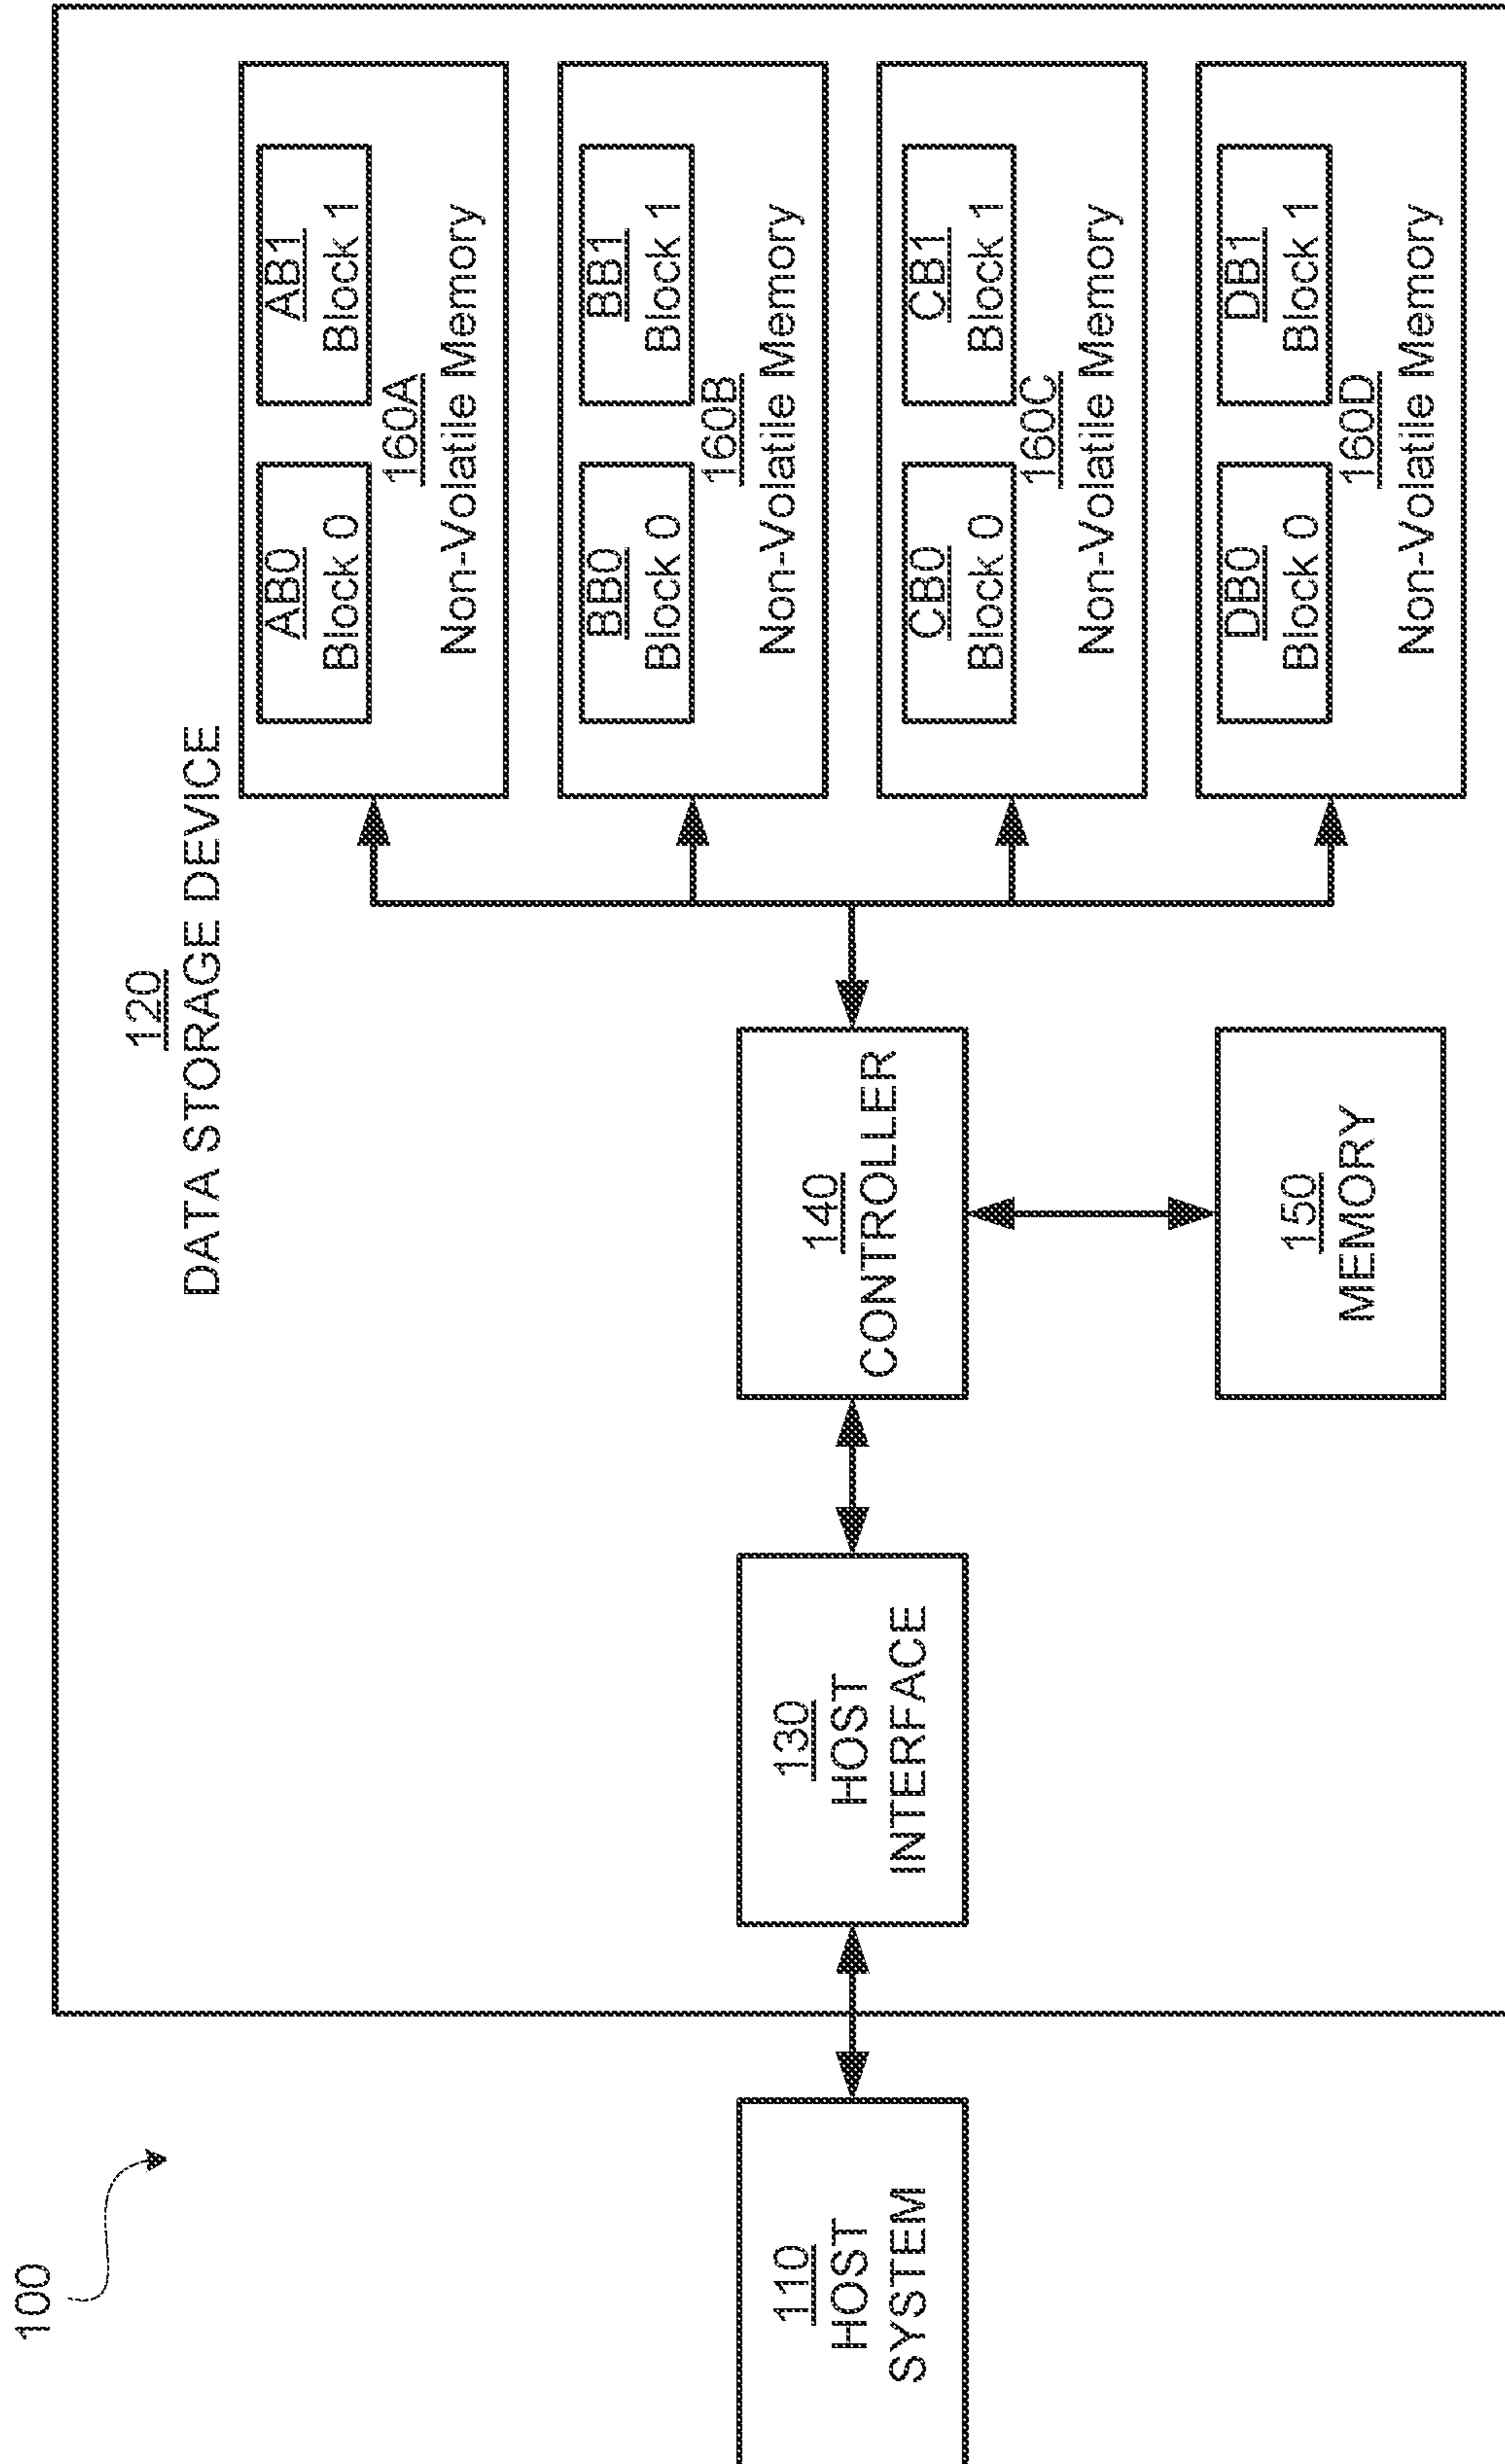 100
110
HOST
SYSTEM
120
DATA STORAGE DEVICE
130
HOST
INTERFACE
140
CONTROLLER
150
MEMORY
AB0
Block 0
AB1
Block 1
160A
Non-Volatile Memory
BB0
Block 0
BB1
Block 1
160B
Non-Volatile Memory
CB0
Block 0
CB1
Block 1
160C
Non-Volatile Memory
DB0
Block 0
DB1
Block 1
160D
Non-Volatile Memory